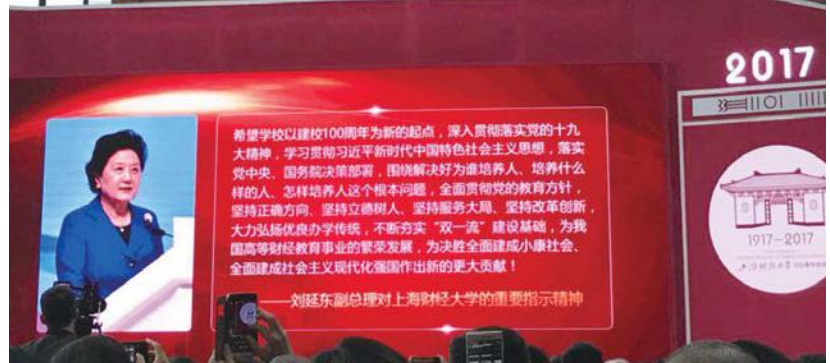 希望学校以建校100周年为新的起点，深入贯彻落实党的十九
大精神，学习贯彻习近平新时代中国特色社会主义思想，落实
党中央、国务院决策部署，围绕解决好为谁培养人、培养什么
样的人、怎样培养人这个根本问题，全面贯彻党的教育方针，
坚持正确方向、坚持立德树人、坚持服务大局、坚持改革创新，
大力弘扬优良办学传统，不断夯实“双一流”建设基础，为我
国高等财经教育事业的繁荣发展，为决胜全面建成小康社会、
全面建成社会主义现代化强国作出新的更大贡献！
——刘延东副总理对上海财经大学的重要指示精神
2017
1917-2017
上海财经大学